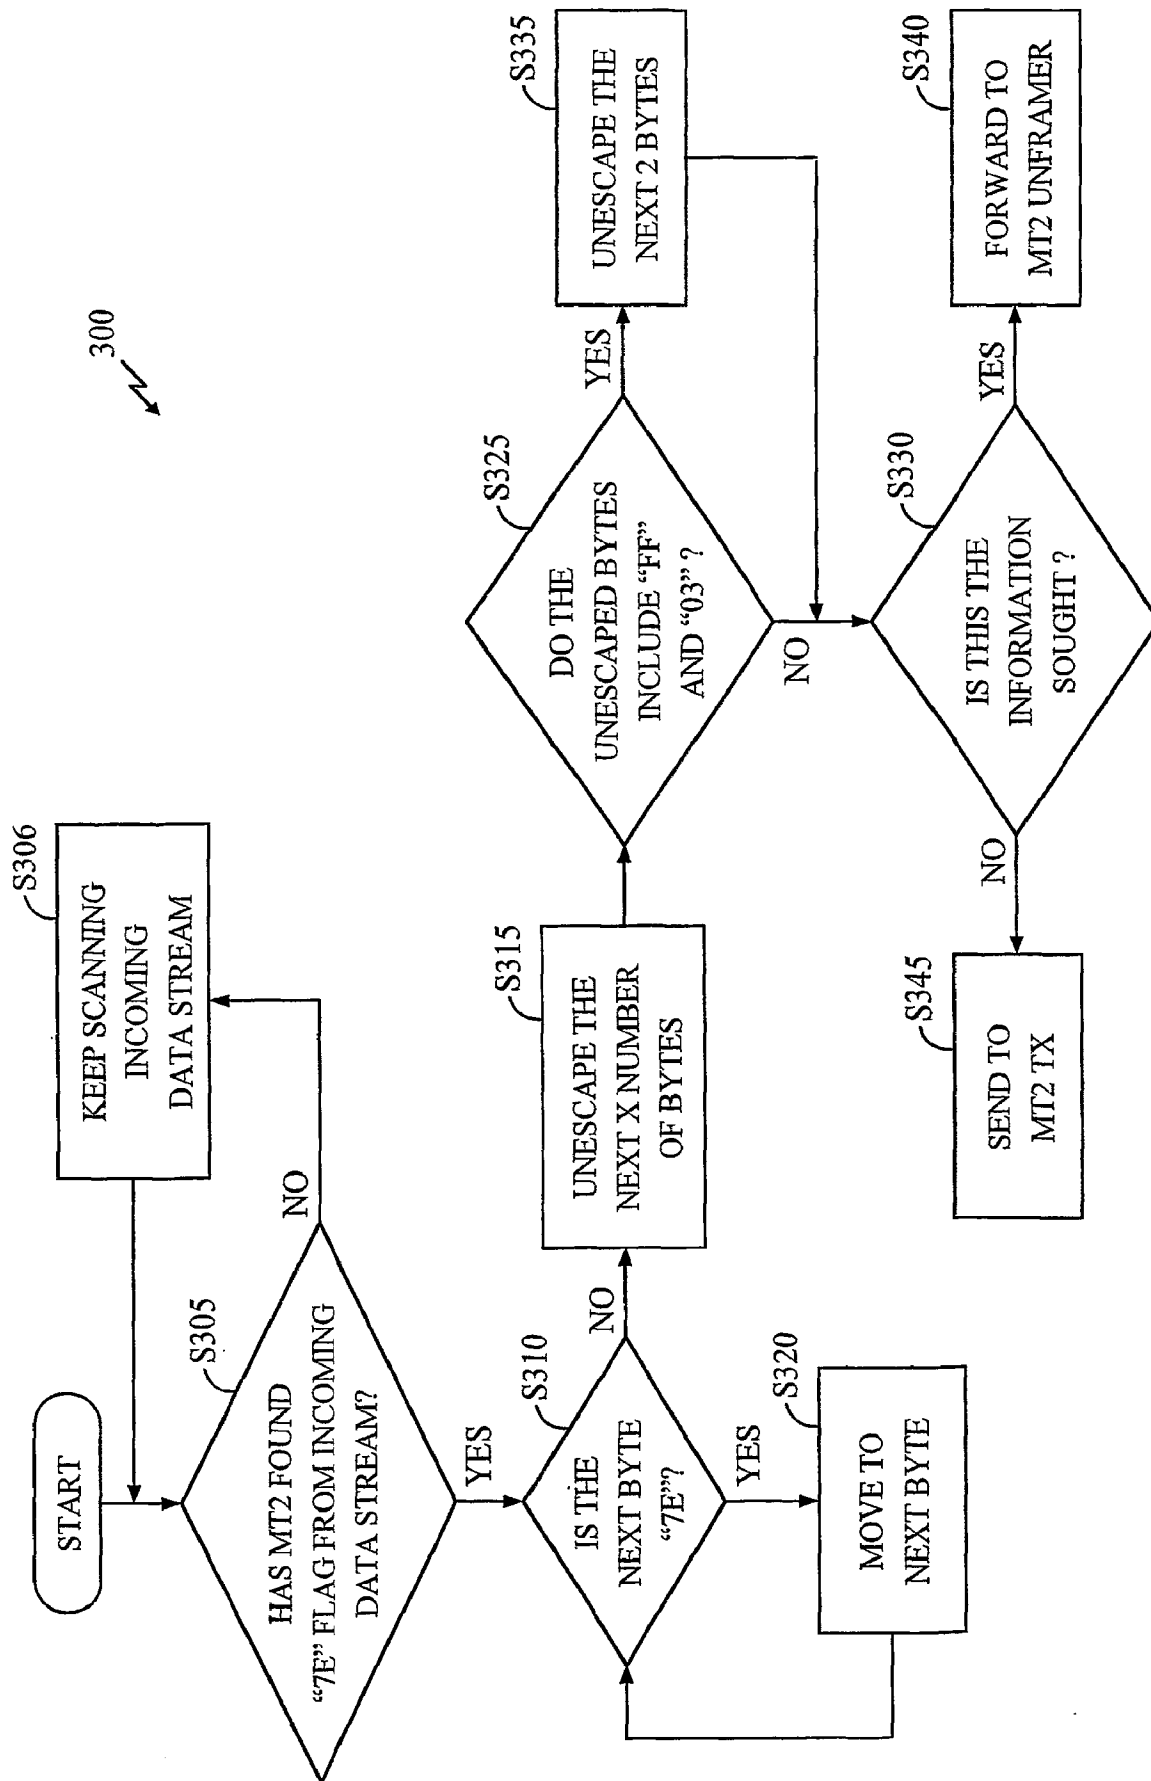 300
START
HAS MT2 FOUND
“7E” FLAG FROM INCOMING
DATA STREAM?
S305
NO
KEEP SCANNING
INCOMING
DATA STREAM
S306
YES
IS THE
NEXT BYTE
“7E”?
S310
YES
MOVE TO
NEXT BYTE
S320
NO
UNESCAPE THE
NEXT X NUMBER
OF BYTES
S315
DO THE
UNESCAPED BYTES
INCLUDE “FF”
AND “03” ?
S325
YES
UNESCAPE THE
NEXT 2 BYTES
S335
NO
IS THIS THE
INFORMATION
SOUGHT ?
S330
YES
FORWARD TO
MT2 UNFRAMER
S340
NO
SEND TO
MT2 TX
S345